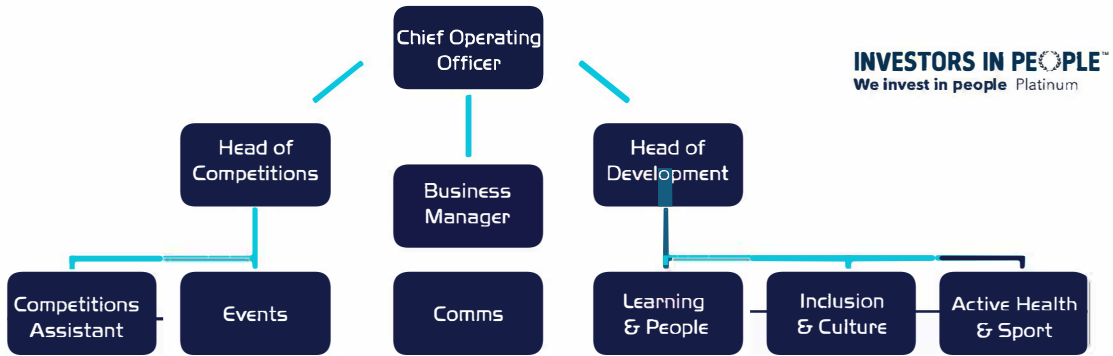 Chief Operating
Officer
INVESTORS IN PEOPLE™
We invest in people Platinum
Head of
Competitions
Business
Manager
Head of
Development
Competitions
Assistant
Events
Comms
Learning
& People
Inclusion
& Culture
Active Health
& Sport